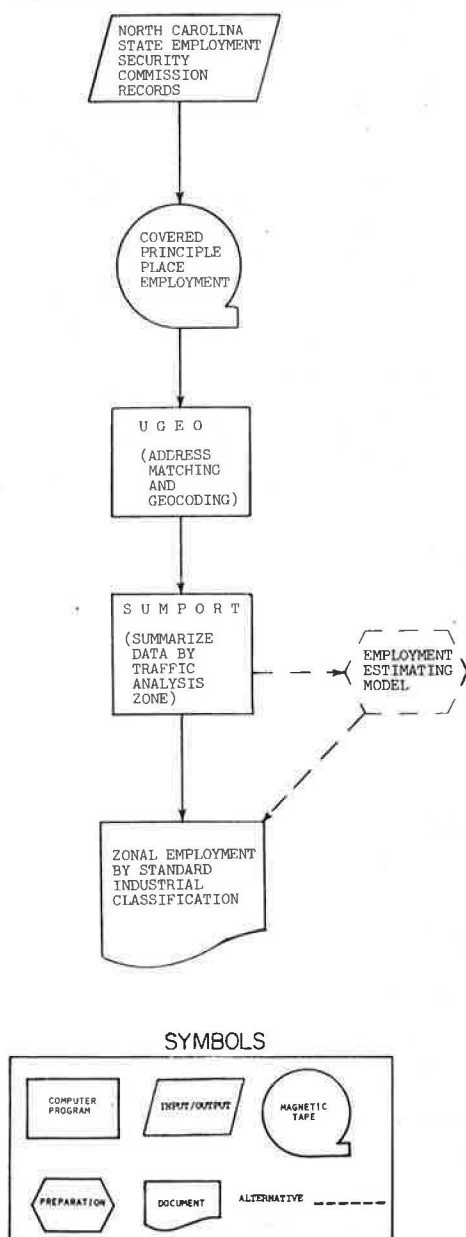 NORTH CAROLINA
STATE EMPLOYMENT
SECURITY
COMMISSION
RECORDS
COVERED
PRINCIPLE
PLACE
EMPLOYMENT
U G E O
(ADDRESS
MATCHING
AND
GEOCODING)
S U M P O R T
(SUMMARIZE
DATA BY
TRAFFIC
ANALYSIS
ZONE)
EMPLOYMENT
ESTIMATING
MODEL
ZONAL EMPLOYMENT
BY STANDARD
INDUSTRIAL
CLASSIFICATION
SYMBOLS
COMPUTER
PROGRAM
INPUT/OUTPUT
MAGNETIC
TAPE
PREPARATION
DOCUMENT
ALTERNATIVE